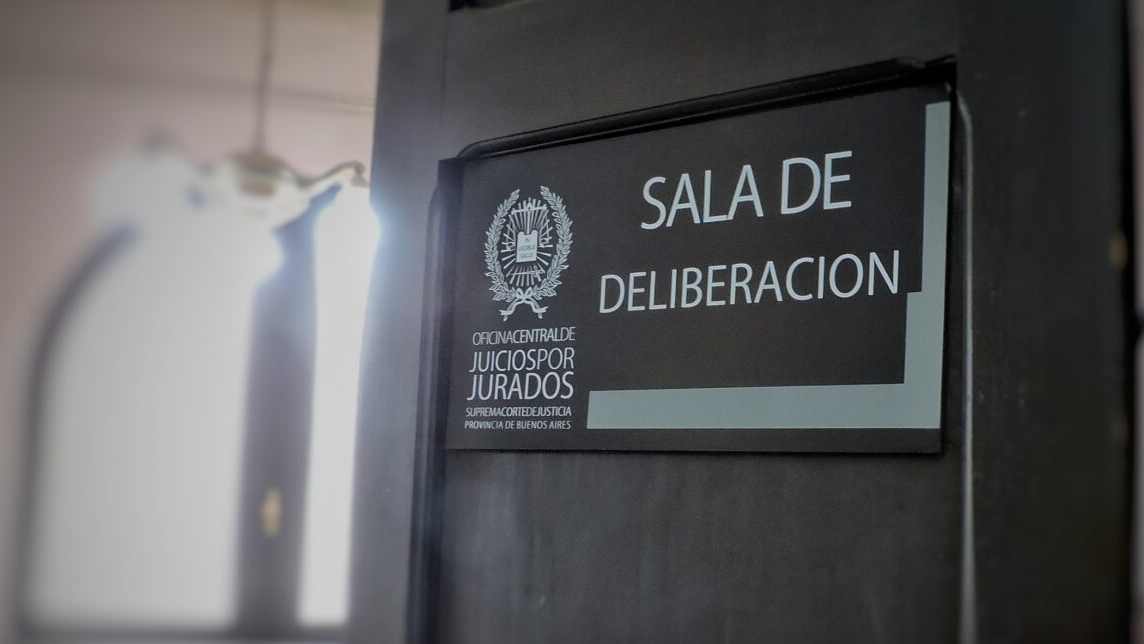 SALA DE
DELIBERACION
OFICINACENTRALDE
JUICIOSPOR
JURADOS
SUPREMACORTEDEJUSTICIA
PROVINCIA DE BUENOS AIRES